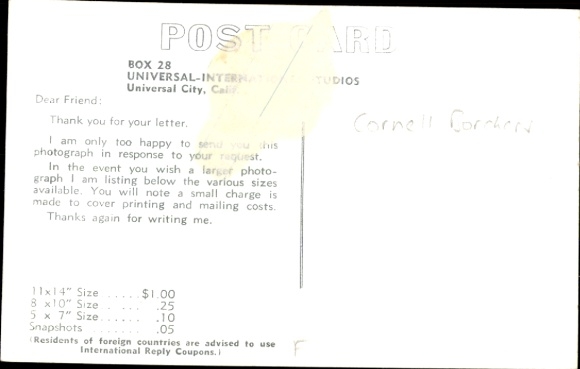 POST CARD
BOX 28
UNIVERSAL-INTERNATIONAL STUDIOS
Universal City, Calif.
Dear Friend:
Thank you for your letter.
I am only too happy to send you this
photograph in response to your request.
In the event you wish a larger photo-
graph I am listing below the various sizes
available. You will note a small charge is
made to cover printing and mailing costs.
Thanks again for writing me.
11x14" Size ..... $1.00
8 x10" Size .. ... .25
5 x 7" Size ...... .10
Snapshots ....... .05
(Residents of foreign countries are advised to use
International Reply Coupons.)
Cornell Borchers
F